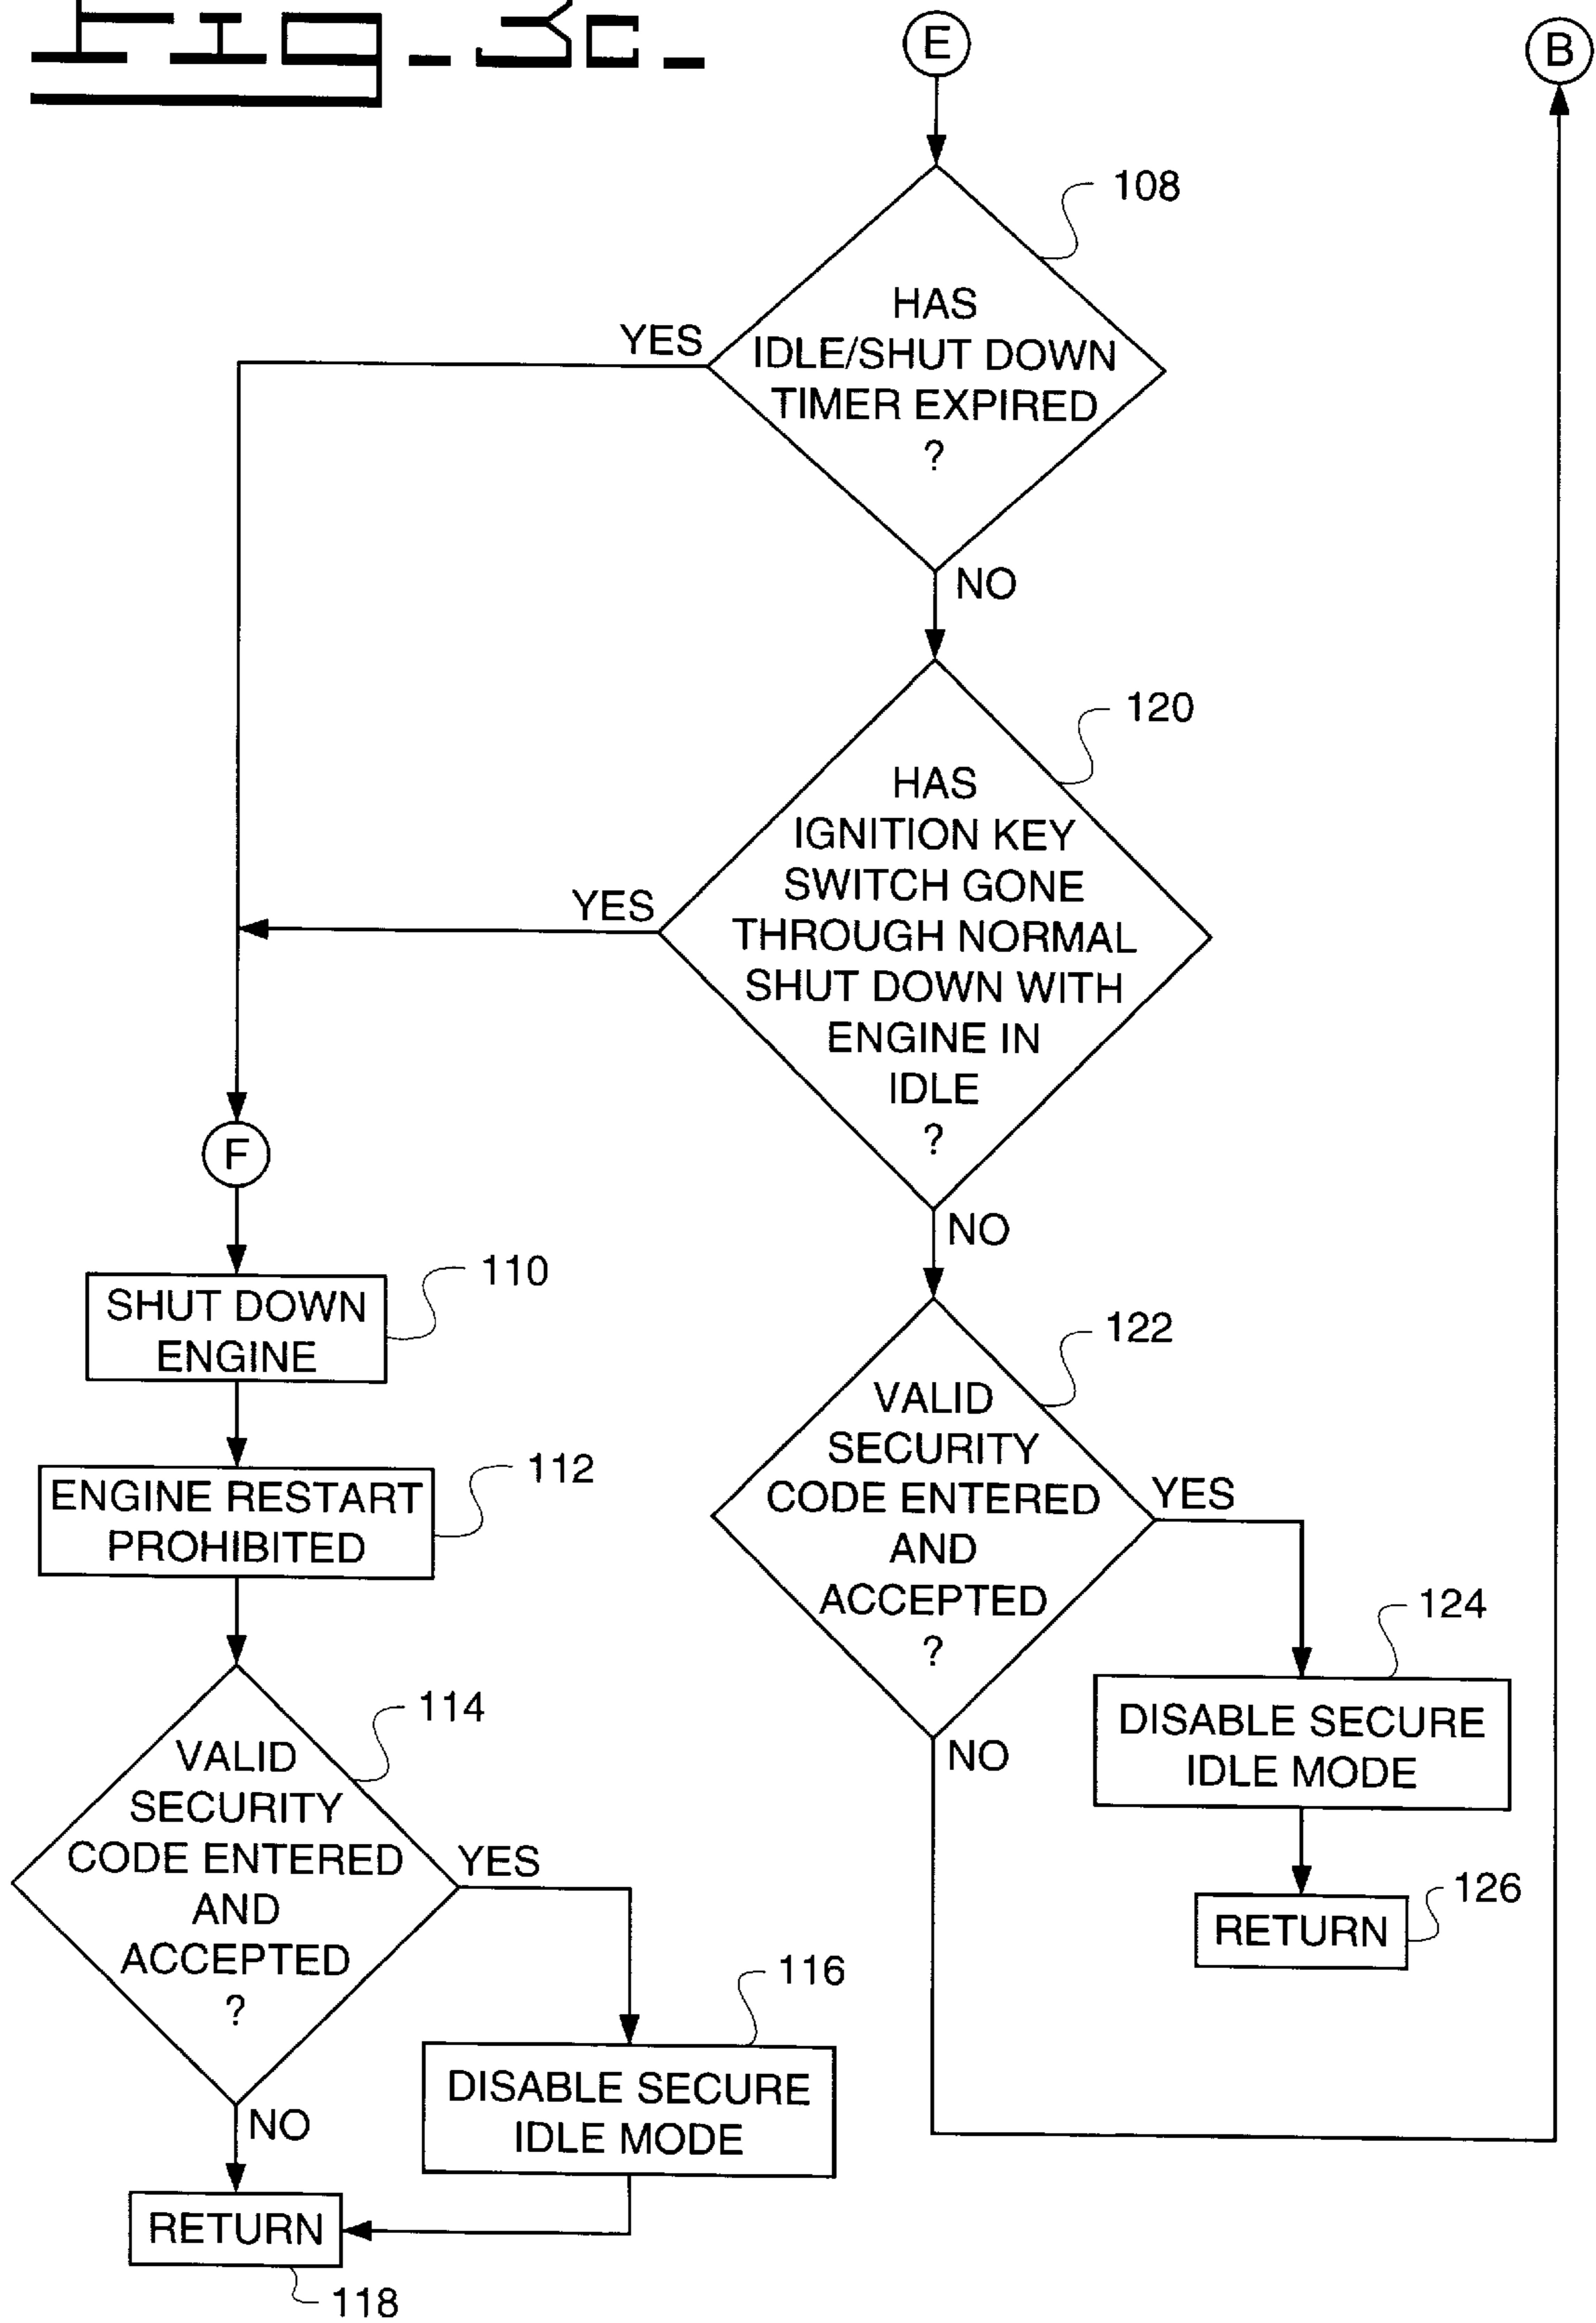 Fig-3c-
E
B
108
HAS
IDLE/SHUT DOWN
TIMER EXPIRED
?
YES
NO
120
HAS
IGNITION KEY
SWITCH GONE
THROUGH NORMAL
SHUT DOWN WITH
ENGINE IN
IDLE
?
YES
NO
F
110
SHUT DOWN
ENGINE
112
ENGINE RESTART
PROHIBITED
122
VALID
SECURITY
CODE ENTERED
AND
ACCEPTED
?
YES
NO
124
DISABLE SECURE
IDLE MODE
126
RETURN
114
VALID
SECURITY
CODE ENTERED
AND
ACCEPTED
?
YES
NO
116
DISABLE SECURE
IDLE MODE
RETURN
118